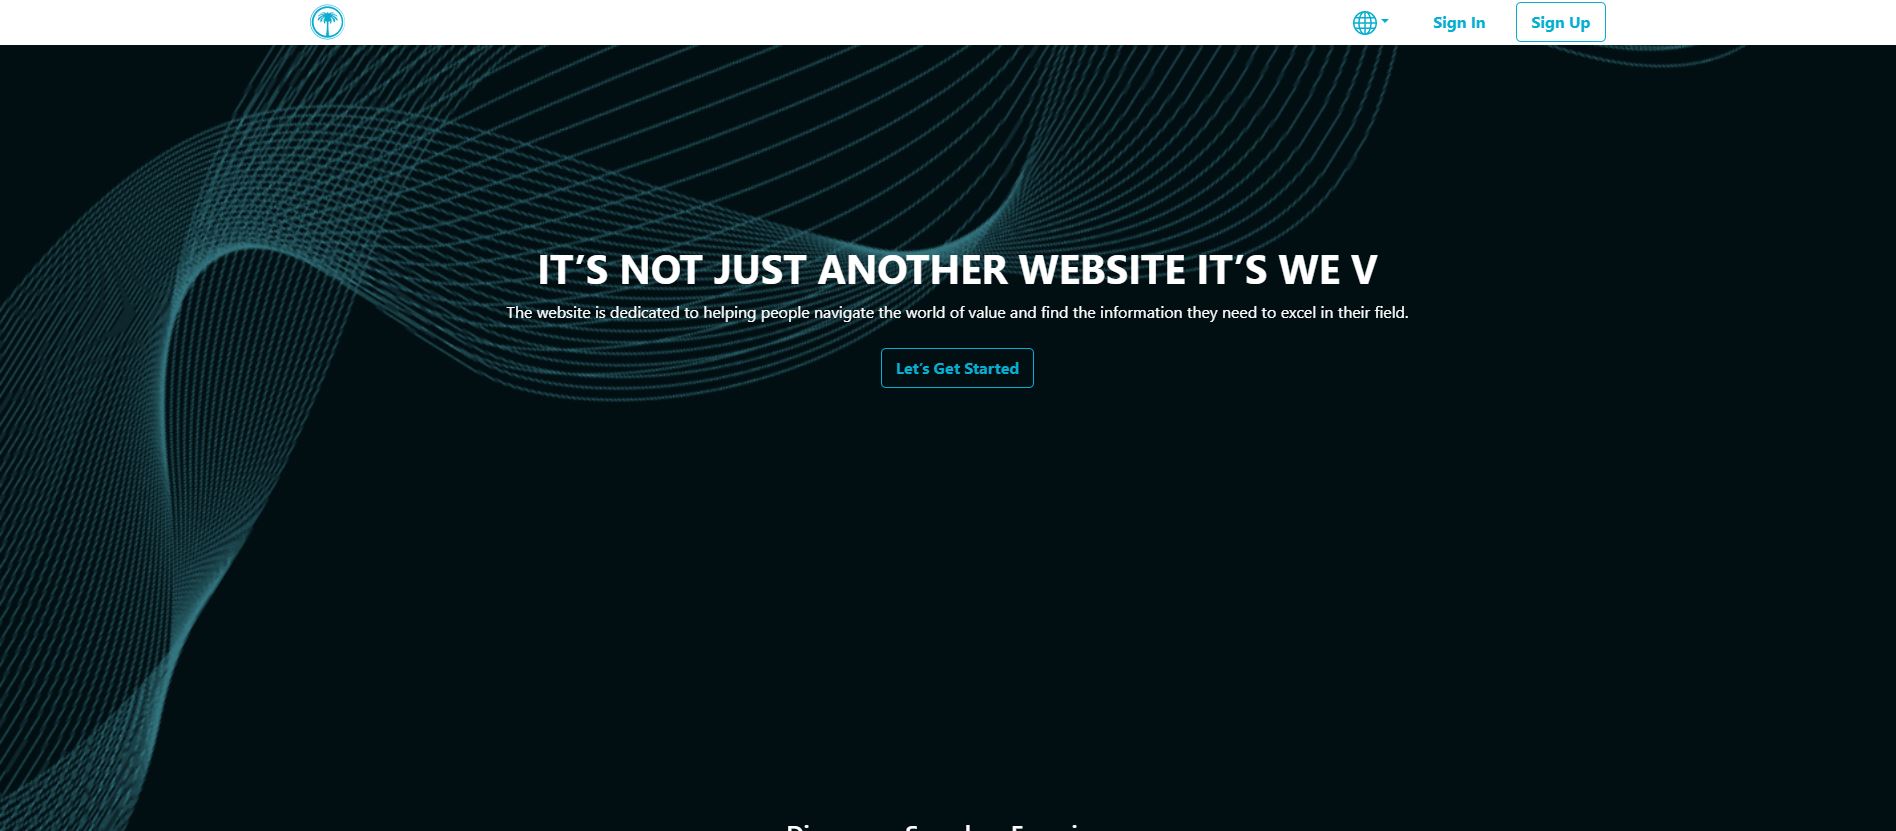 Sign In
Sign Up
IT’S NOT JUST ANOTHER WEBSITE IT’S WE V
The website is dedicated to helping people navigate the world of value and find the information they need to excel in their field.
Let’s Get Started